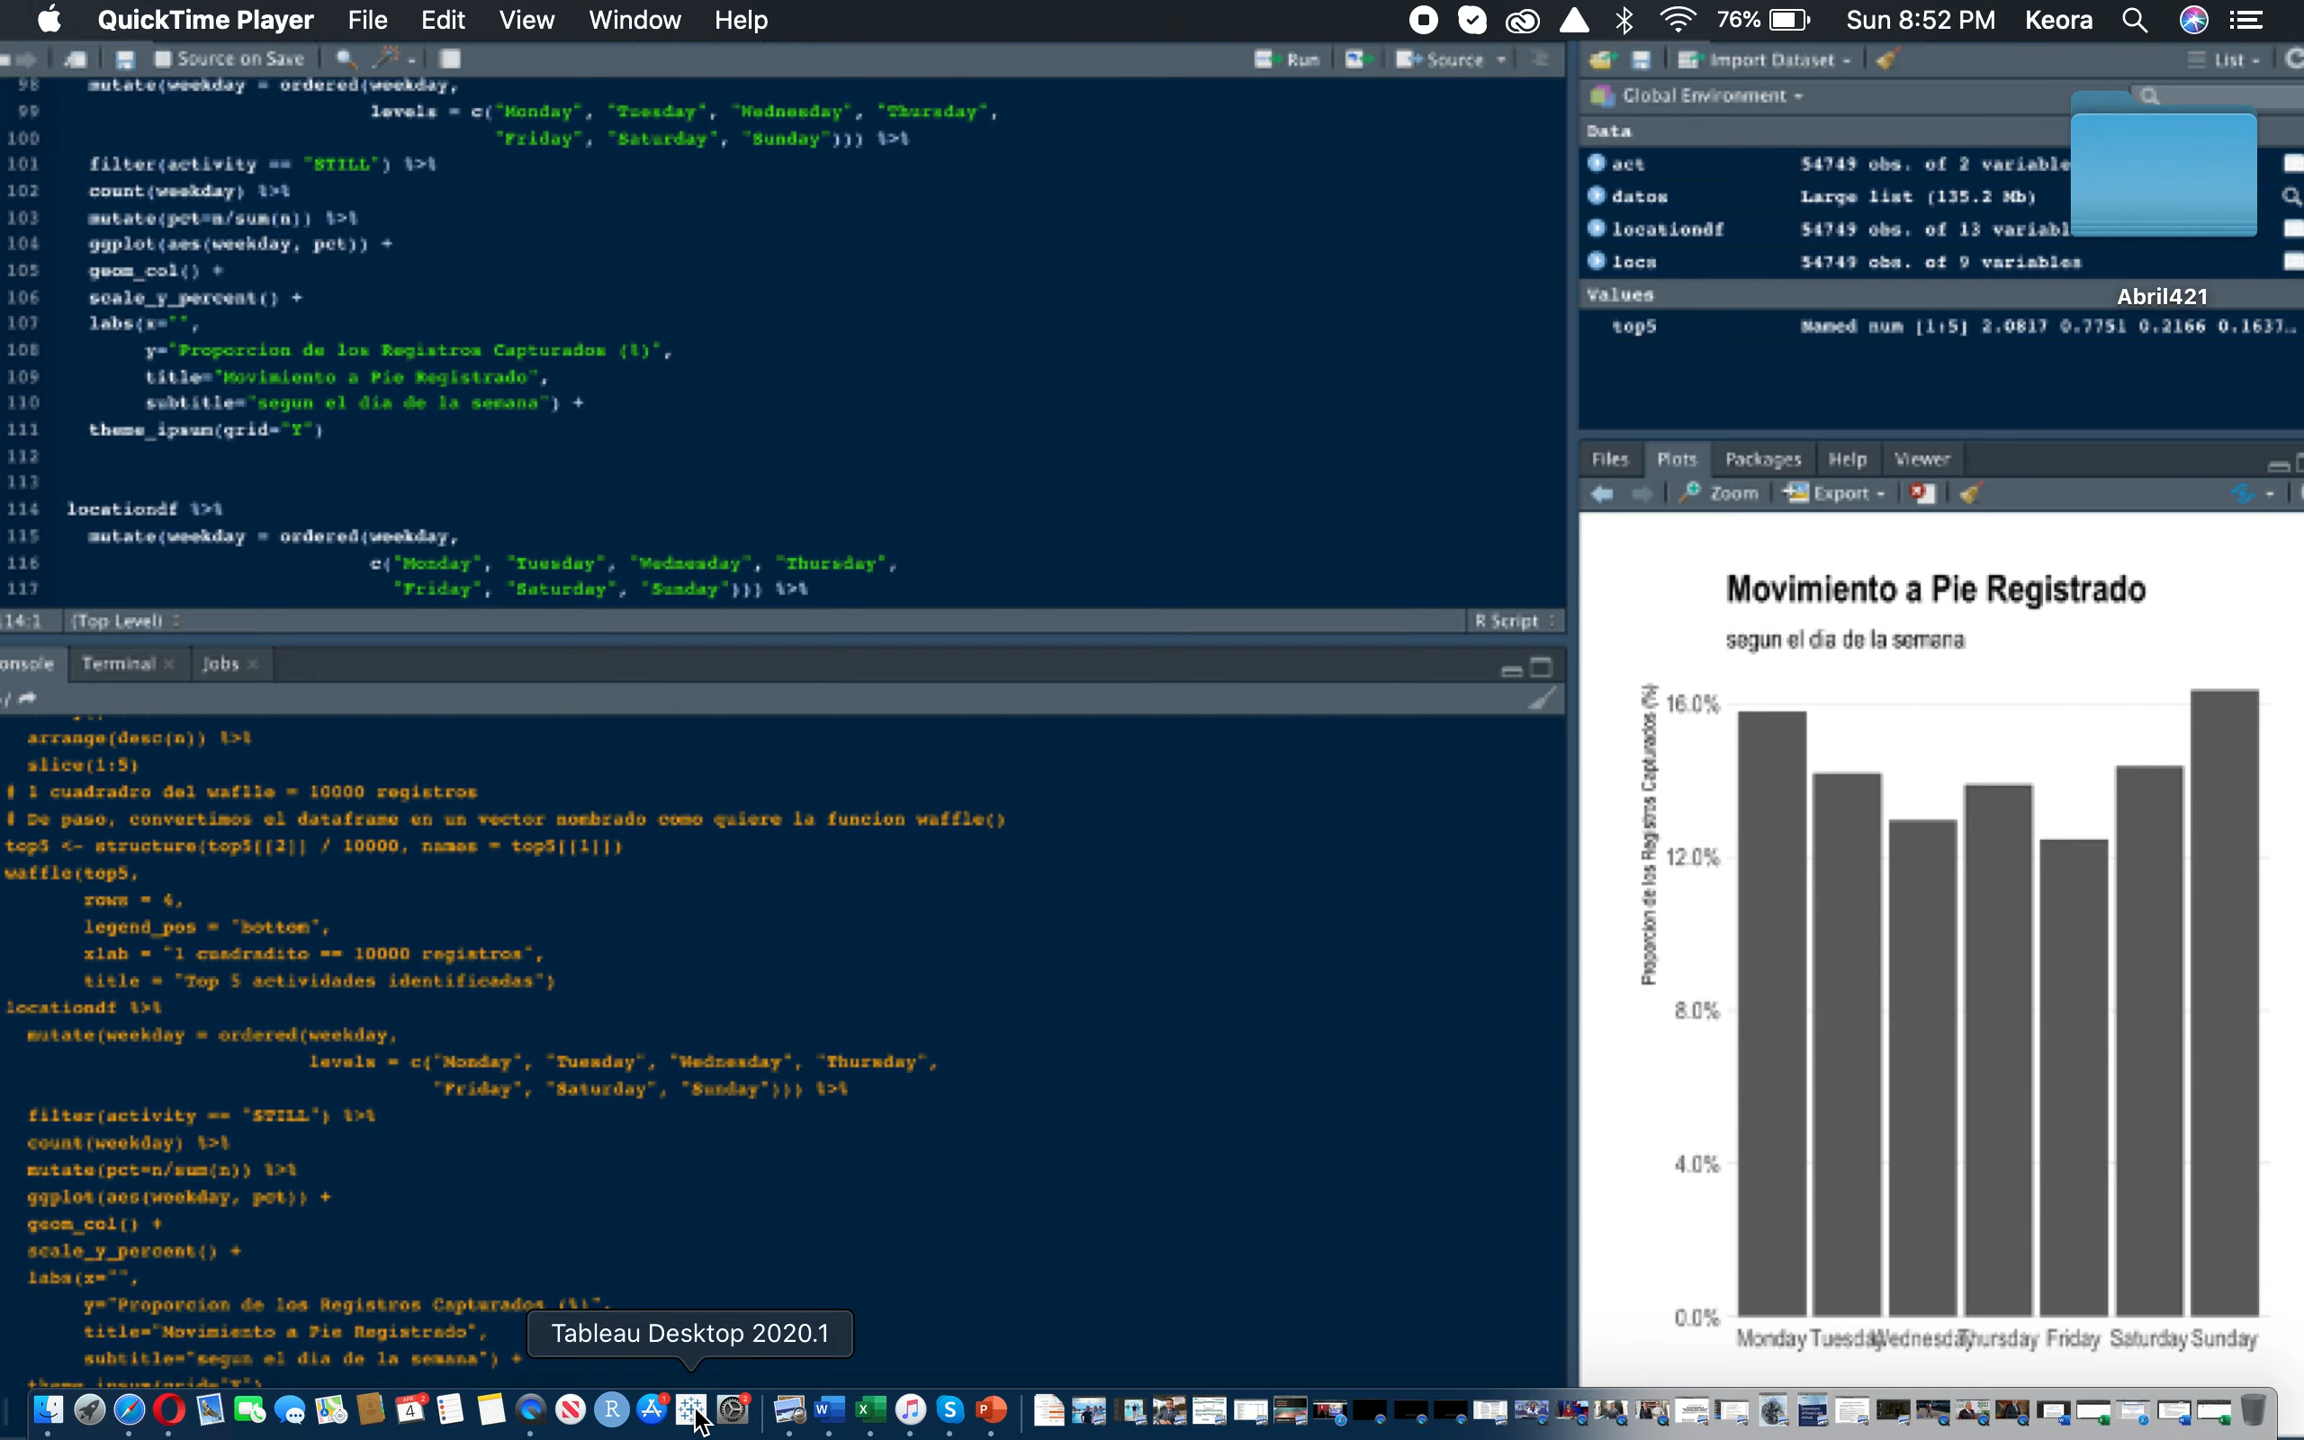 QuickTime Player File Edit View Window Help 76% Sun 8:52 PM Keora
Source on Save Run Source
98 mutate(weekday = ordered(weekday,
99 levels = c("Monday", "Tuesday", "Wednesday", "Thursday",
100 "Friday", "Saturday", "Sunday"))) %>%
101 filter(activity == "STILL") %>%
102 count(weekday) %>%
103 mutate(pct=n/sum(n)) %>%
104 ggplot(aes(weekday, pct)) +
105 geom_col() +
106 scale_y_percent() +
107 labs(x="",
108 y="Proporcion de los Registros Capturados (%)",
109 title="Movimiento a Pie Registrado",
110 subtitle="segun el dia de la semana") +
111 theme_ipsum(grid="Y")
112
113
114 locationdf %>%
115 mutate(weekday = ordered(weekday,
116 c("Monday", "Tuesday", "Wednesday", "Thursday",
117 "Friday", "Saturday", "Sunday"))) %>%
14:1 (Top Level) R Script
onsole Terminal Jobs
arrange(desc(n)) %>%
slice(1:5)
# 1 cuadradro del waflle = 10000 registros
# De paso, convertimos el dataframe en un vector nombrado como quiere la funcion waffle()
top5 <- structure(top5[[2]] / 10000, names = top5[[1]])
waffle(top5,
rows = 4,
legend_pos = "bottom",
xlab = "1 cuadradito == 10000 registros",
title = "Top 5 actividades identificadas")
locationdf %>%
mutate(weekday = ordered(weekday,
levels = c("Monday", "Tuesday", "Wednesday", "Thursday",
"Friday", "Saturday", "Sunday"))) %>%
filter(activity == "STILL") %>%
count(weekday) %>%
mutate(pct=n/sum(n)) %>%
ggplot(aes(weekday, pct)) +
geom_col() +
scale_y_percent() +
labs(x="",
y="Proporcion de los Registros Capturados (%)",
title="Movimiento a Pie Registrado",
subtitle="segun el dia de la semana") +
theme_ipsum(grid="Y")
Tableau Desktop 2020.1
Import Dataset List
Global Environment
Data
act 54749 obs. of 2 variable
datos Large list (135.2 Mb)
locationdf 54749 obs. of 13 variabl
locs 54749 obs. of 9 variables
Abril421
Values
top5 Named num [1:5] 2.0817 0.7751 0.2166 0.1637…
Files Plots Packages Help Viewer
Zoom Export
Movimiento a Pie Registrado
segun el dia de la semana
Proporcion de los Registros Capturados (%)
16.0%
12.0%
8.0%
4.0%
0.0%
Monday Tuesday Wednesday Thursday Friday Saturday Sunday